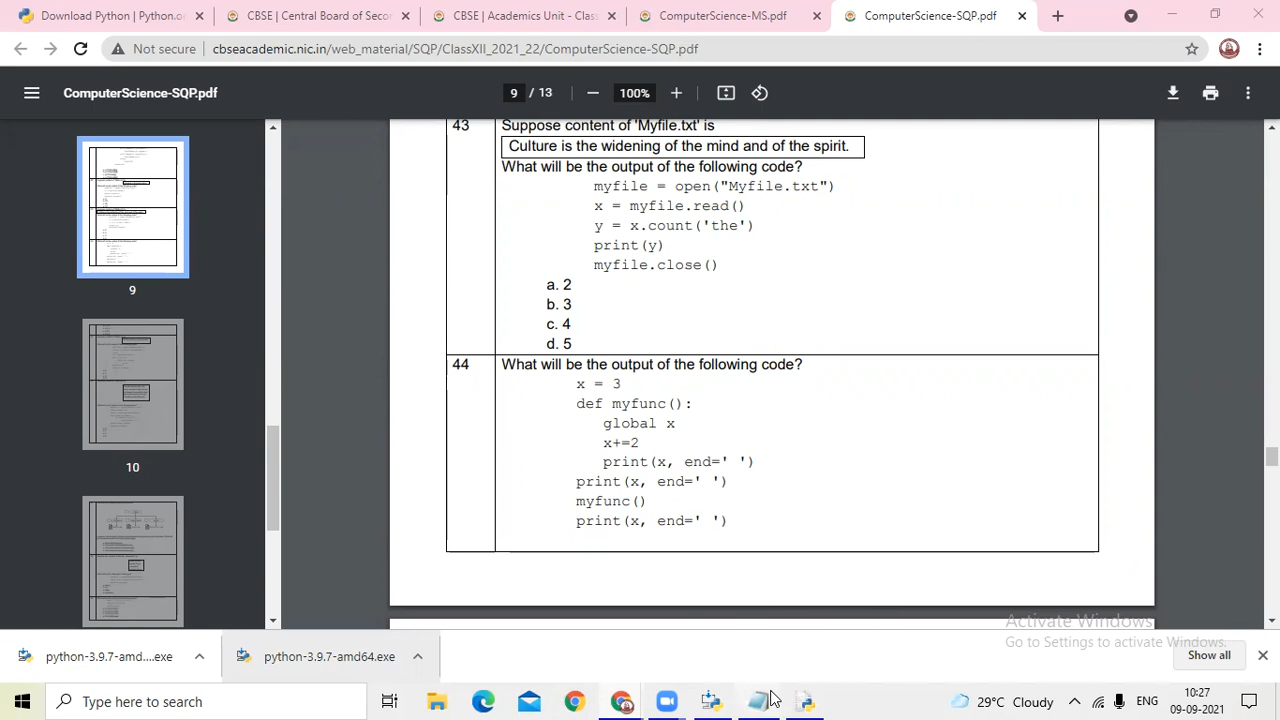 Download Python | Python.or
CBSE | Central Board of Secon
CBSE | Academics Unit - Class
ComputerScience-MS.pdf
ComputerScience-SQP.pdf
Not secure
cbseacademic.nic.in/web_material/SQP/ClassXII_2021_22/ComputerScience-SQP.pdf
ComputerScience-SQP.pdf
9 / 13
100%
43 Suppose content of 'Myfile.txt' is
Culture is the widening of the mind and of the spirit.
What will be the output of the following code?
myfile = open("Myfile.txt")
x = myfile.read()
y = x.count('the')
print(y)
myfile.close()
a. 2
b. 3
c. 4
d. 5
44 What will be the output of the following code?
x = 3
def myfunc():
global x
x+=2
print(x, end=' ')
print(x, end=' ')
myfunc()
print(x, end=' ')
9
10
Activate Windows
Go to Settings to activate Windows.
python-3.9.7-amd....exe
python-3.9.7-amd64.exe
Show all
Type here to search
29°C Cloudy
ENG
10:27
09-09-2021